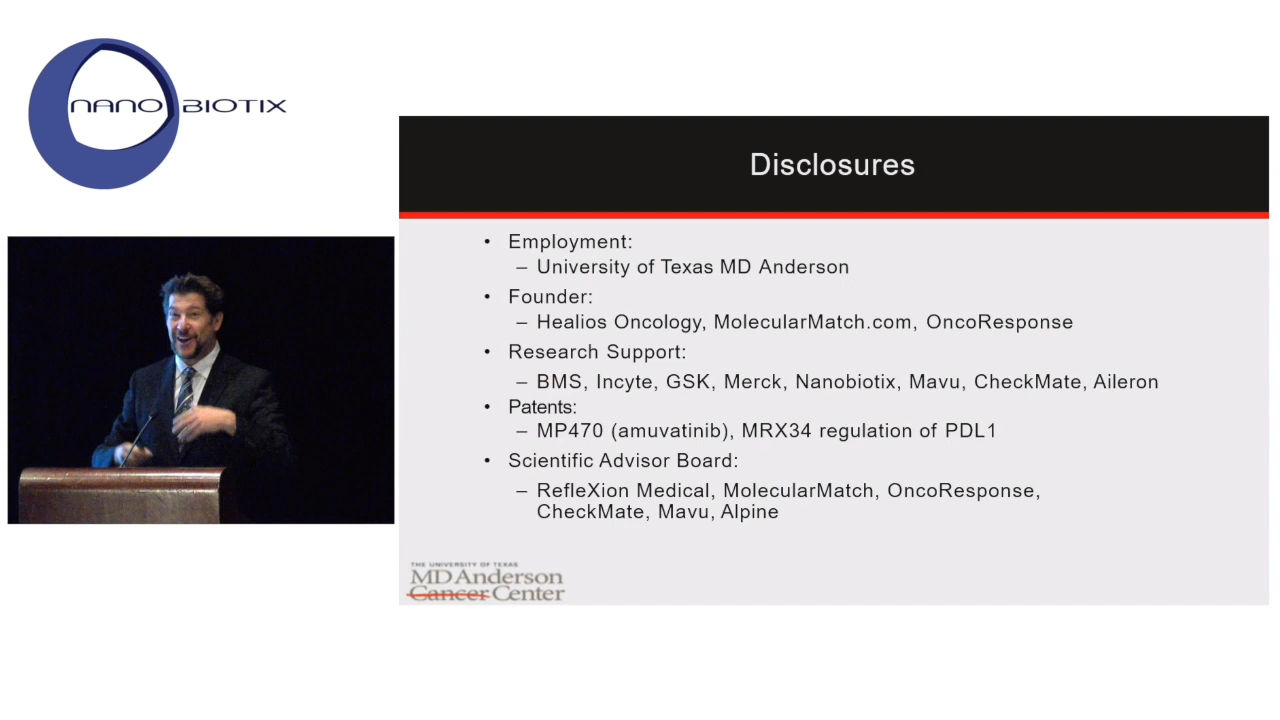 NANOBIOTIX
Disclosures
• Employment:
– University of Texas MD Anderson
• Founder:
– Healios Oncology, MolecularMatch.com, OncoResponse
• Research Support:
– BMS, Incyte, GSK, Merck, Nanobiotix, Mavu, CheckMate, Aileron
• Patents:
– MP470 (amuvatinib), MRX34 regulation of PDL1
• Scientific Advisor Board:
– RefleXion Medical, MolecularMatch, OncoResponse,
CheckMate, Mavu, Alpine
THE UNIVERSITY OF TEXAS
MD Anderson
Cancer Center